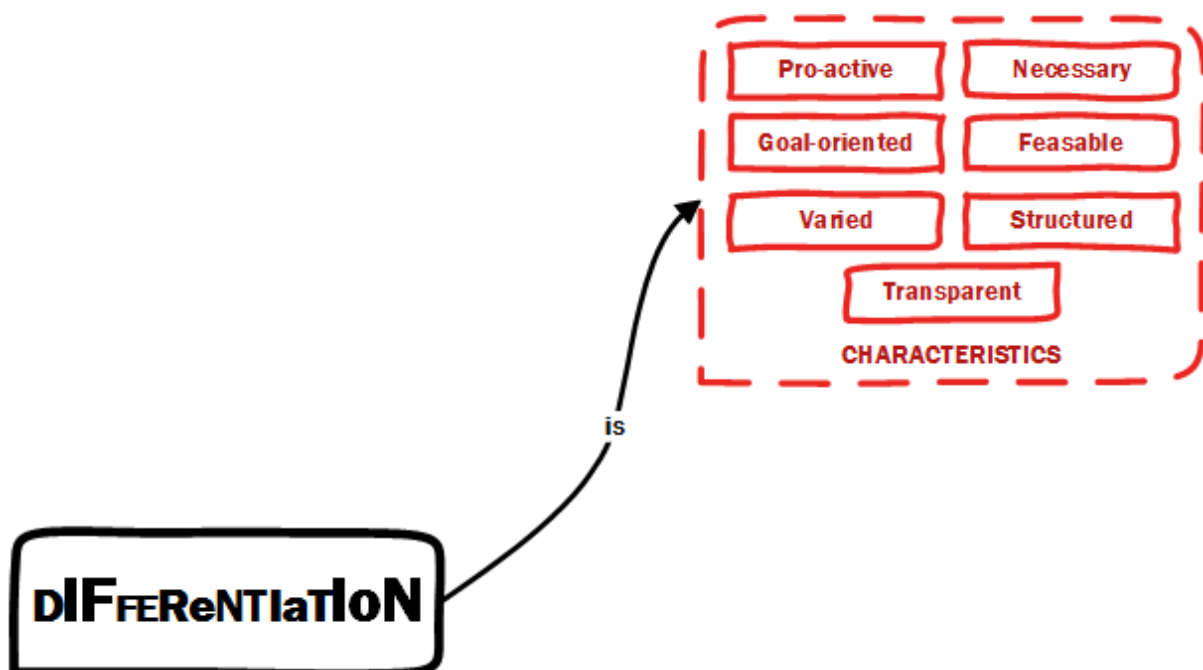 Pro-active Necessary
Goal-oriented Feasable
Varied Structured
Transparent
CHARACTERISTICS
is
DIFFEReNTIaTIoN